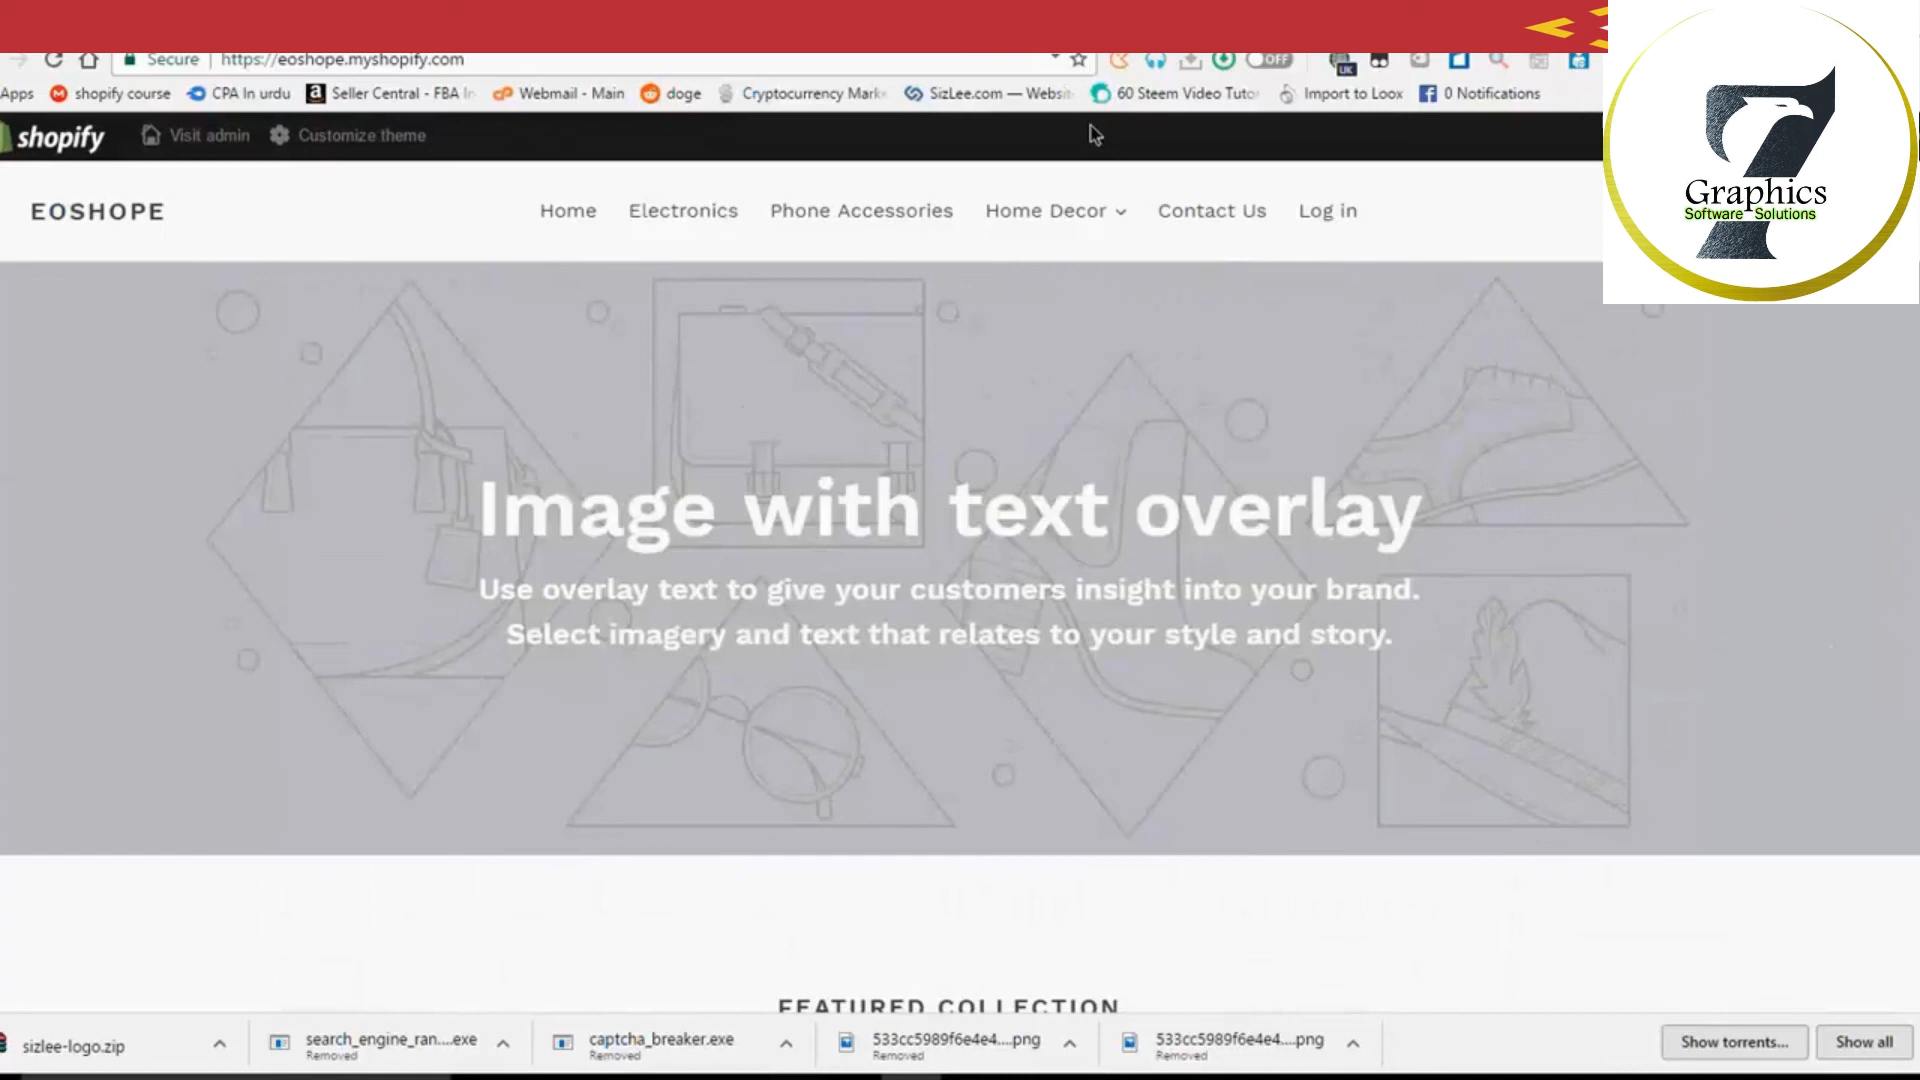 Secure | https://eoshope.myshopify.com
OFF
UK
Apps shopify course CPA In urdu Seller Central - FBA In Webmail - Main doge Cryptocurrency Mark SizLee.com — Websit 60 Steem Video Tuto Import to Loox 0 Notifications
shopify Visit admin Customize theme
7
Graphics
Software Solutions
EOSHOPE Home Electronics Phone Accessories Home Decor Contact Us Log in
Image with text overlay
Use overlay text to give your customers insight into your brand.
Select imagery and text that relates to your style and story.
FEATURED COLLECTION
sizlee-logo.zip
search_engine_ran....exe
Removed
captcha_breaker.exe
Removed
533cc5989f6e4e4....png
Removed
533cc5989f6e4e4....png
Removed
Show torrents... Show all